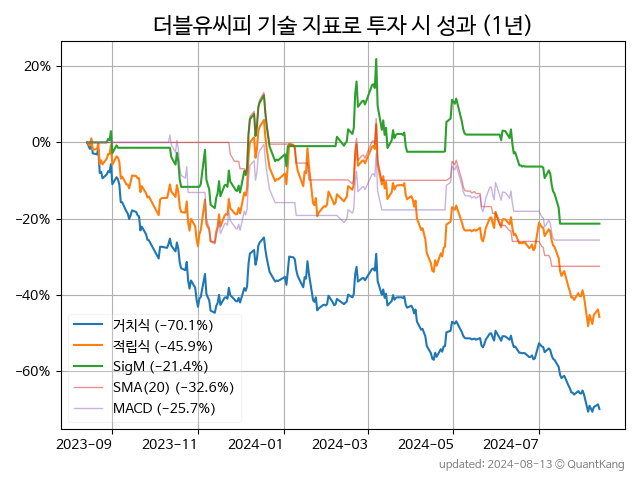 더블유씨피 기술 지표로 투자 시 성과 (1년)
20%
0%
−20%
−40%
−60%
거치식 (−70.1%)
적립식 (−45.9%)
SigM (−21.4%)
SMA(20) (−32.6%)
MACD (−25.7%)
2023-09
2023-11
2024-01
2024-03
2024-05
2024-07
updated: 2024-08-13 © QuantKang